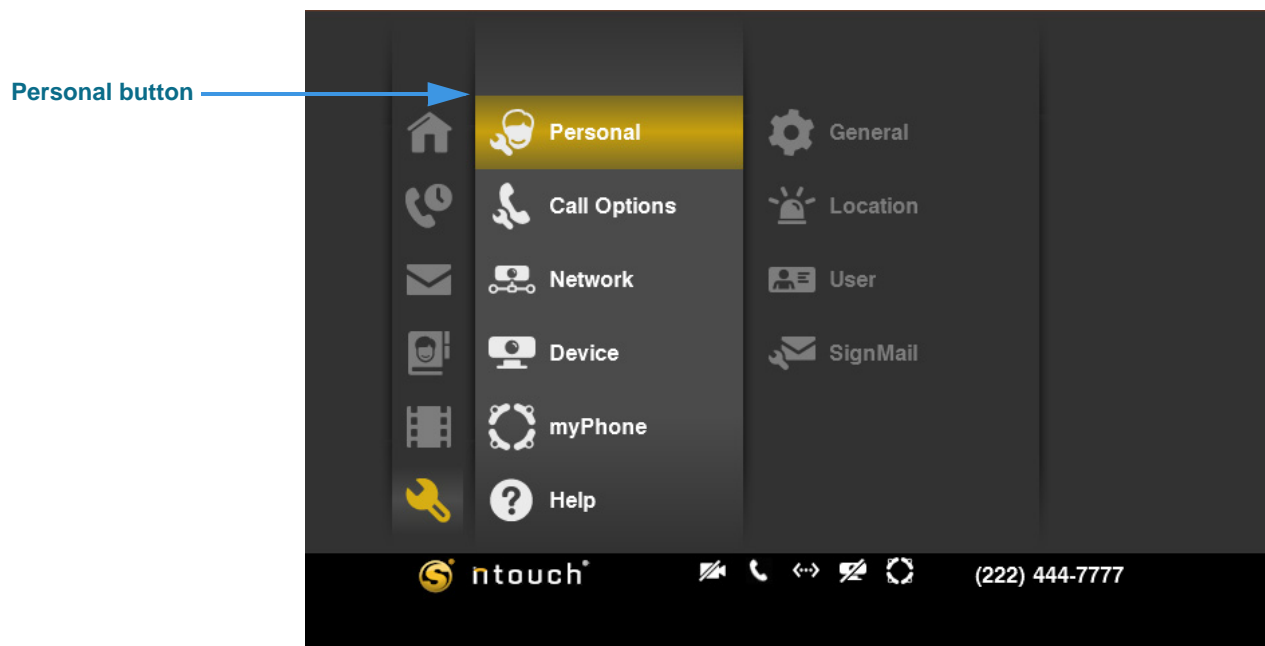 Personal button
Personal
Call Options
Network
Device
myPhone
Help
General
Location
User
SignMail
ntouch
(222) 444-7777